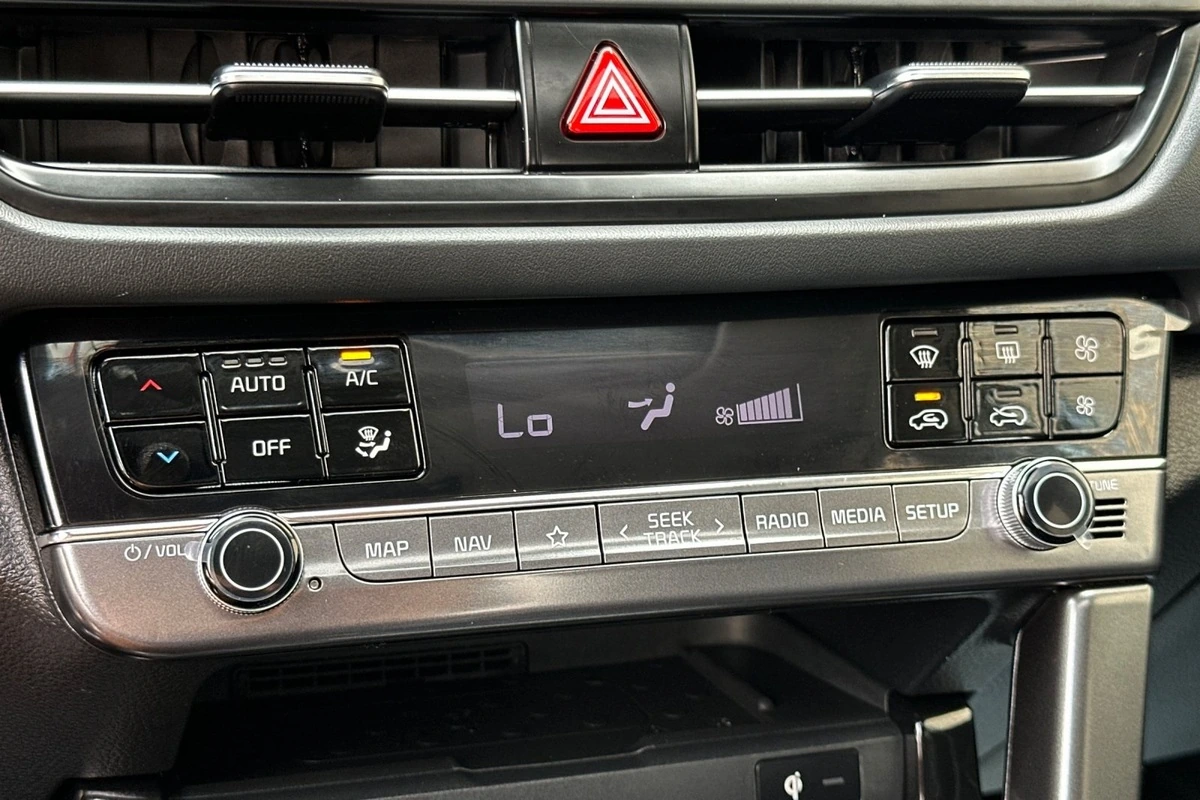 AUTO
A/C
OFF
Lo
/ VOL
MAP
NAV
SEEK
TRACK
RADIO
MEDIA
SETUP
TUNE